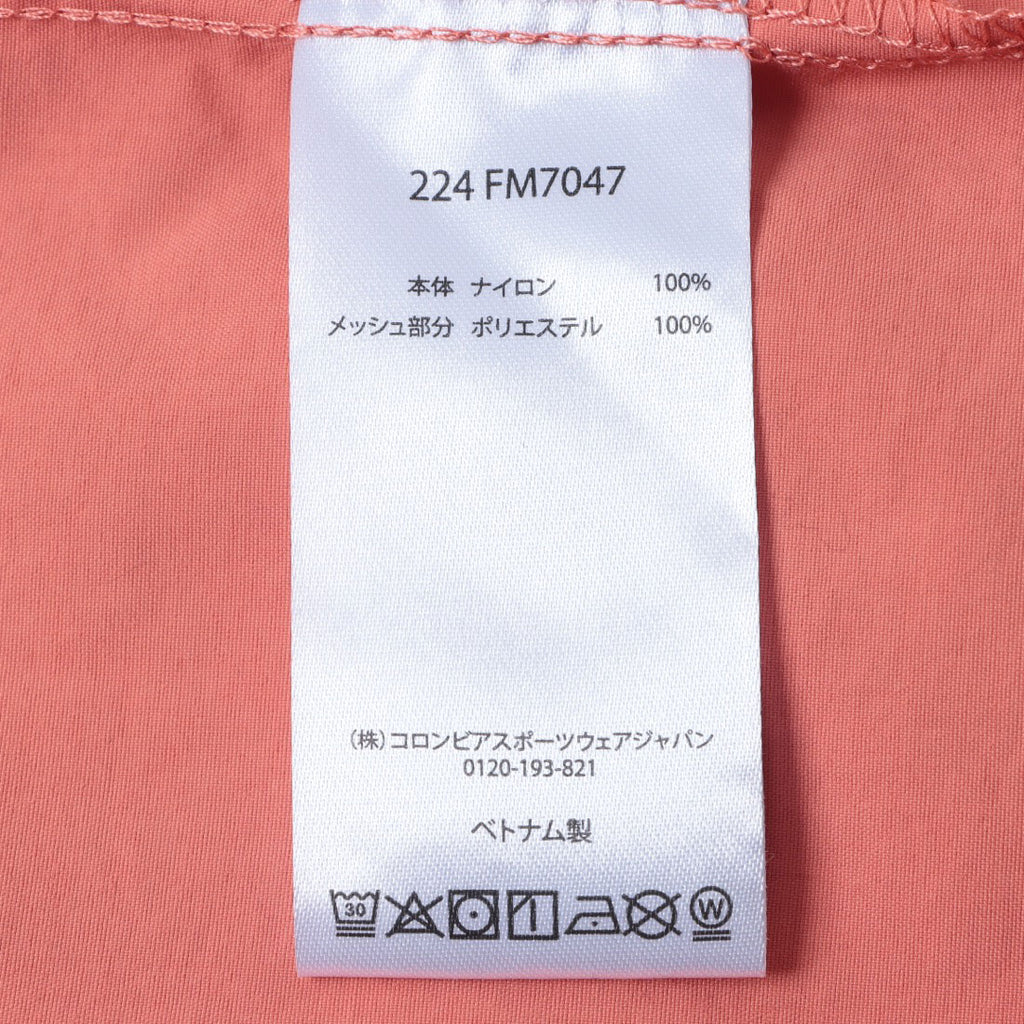 224 FM7047
本体 ナイロン 100%
メッシュ部分 ポリエステル 100%
(株)コロンビアスポーツウェアジャパン
0120-193-821
ベトナム製
30 W